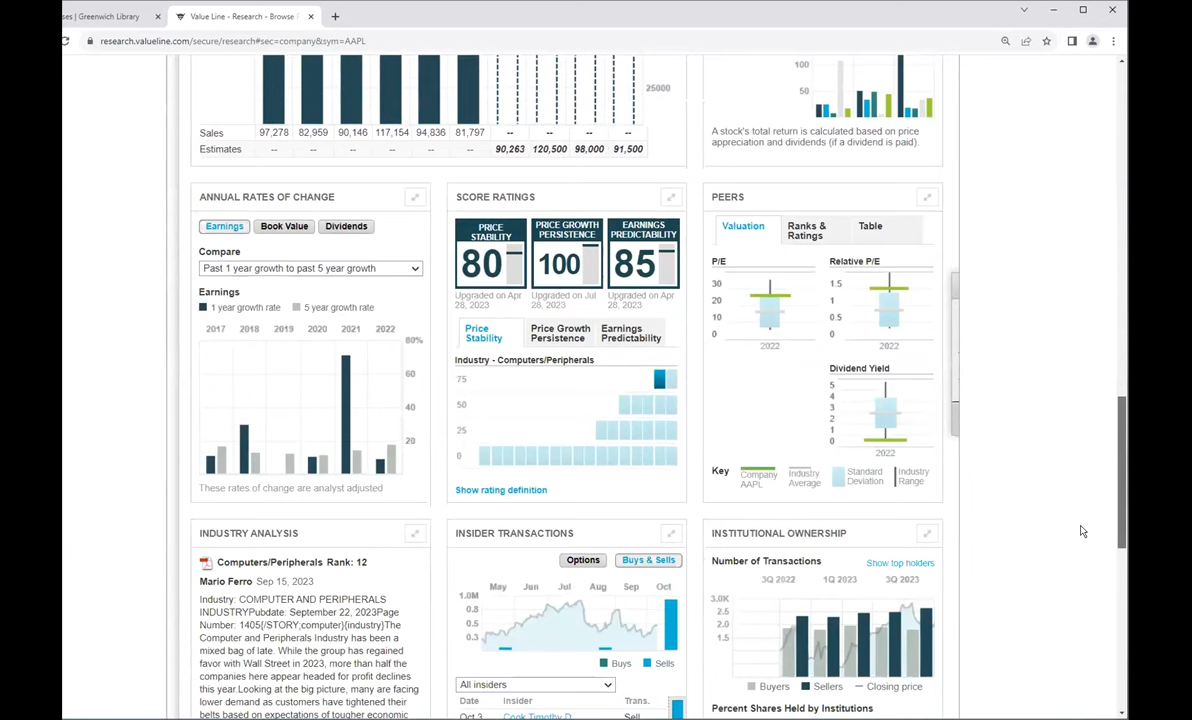 ses | Greenwich Library
Value Line - Research - Browse
research.valueline.com/secure/research#sec=company&sym=AAPL
25000
Sales 97,278 82,959 90,146 117,154 94,836 81,797 -- -- -- --
Estimates -- -- -- -- -- -- 90,263 120,500 98,000 91,500
100
50
A stock's total return is calculated based on price
appreciation and dividends (if a dividend is paid).
ANNUAL RATES OF CHANGE
Earnings Book Value Dividends
Compare
Past 1 year growth to past 5 year growth
Earnings
1 year growth rate 5 year growth rate
2017 2018 2019 2020 2021 2022
80%
60
40
20
These rates of change are analyst adjusted
SCORE RATINGS
PRICE STABILITY
80
PRICE GROWTH PERSISTENCE
100
EARNINGS PREDICTABILITY
85
Upgraded on Apr 28, 2023
Upgraded on Jul 28, 2023
Upgraded on Apr 28, 2023
Price Stability
Price Growth Persistence
Earnings Predictability
Industry - Computers/Peripherals
75
50
25
0
Show rating definition
PEERS
Valuation
Ranks & Ratings
Table
P/E
30
20
10
0
2022
Relative P/E
1.5
1
0.5
0
2022
Dividend Yield
5
4
3
2
1
0
2022
Key
Company AAPL
Industry Average
Standard Deviation
Industry Range
INDUSTRY ANALYSIS
Computers/Peripherals Rank: 12
Mario Ferro Sep 15, 2023
Industry: COMPUTER AND PERIPHERALS
INDUSTRYPubdate: September 22, 2023Page
Number: 1405{/STORY;computer}{industry}The
Computer and Peripherals Industry has been a
mixed bag of late. While the group has regained
favor with Wall Street in 2023, more than half the
companies here appear headed for profit declines
this year.Looking at the big picture, many are facing
lower demand as customers have tightened their
belts based on expectations of tougher economic
INSIDER TRANSACTIONS
Options Buys & Sells
May Jun Jul Aug Sep Oct
1.0M
0.8
0.5
0.3
Buys Sells
All insiders
Date Insider Trans.
Oct 3 Cook Timothy D Sell
INSTITUTIONAL OWNERSHIP
Number of Transactions Show top holders
3Q 2022 1Q 2023 3Q 2023
3.0K
2.5
2.0
1.5
Buyers Sellers Closing price
Percent Shares Held by Institutions